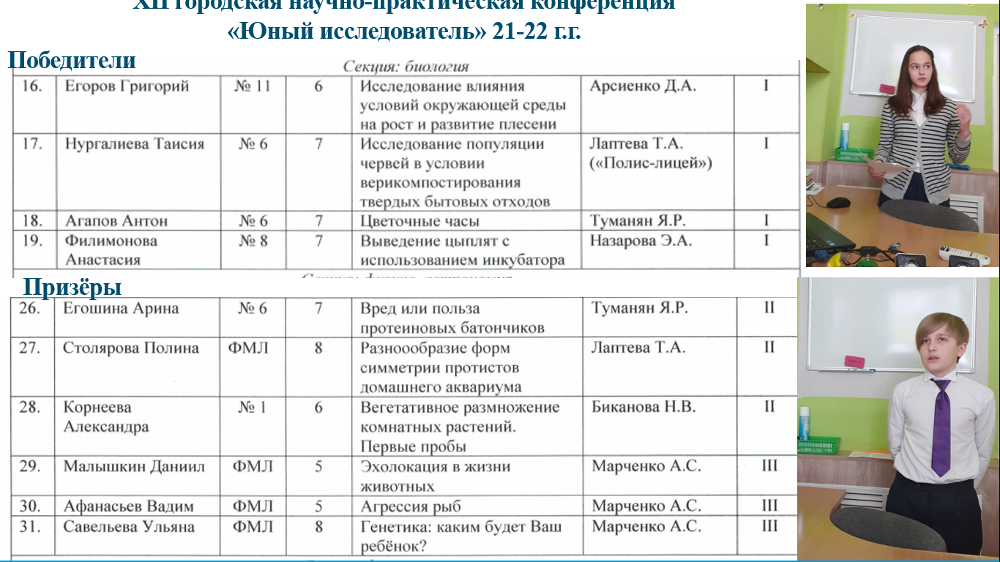 XII городская научно-практическая конференция
«Юный исследователь» 21-22 г.г.
Победители
Секция: биология
16. Егоров Григорий № 11 6 Исследование влияния условий окружающей среды на рост и развитие плесени Арсиенко Д.А. I
17. Нургалиева Таисия № 6 7 Исследование популяции червей в условии верикомпостирования твердых бытовых отходов Лаптева Т.А. («Полис-лицей») I
18. Агапов Антон № 6 7 Цветочные часы Туманян Я.Р. I
19. Филимонова Анастасия № 8 7 Выведение цыплят с использованием инкубатора Назарова Э.А. I
Призёры
26. Егошина Арина № 6 7 Вред или польза протеиновых батончиков Туманян Я.Р. II
27. Столярова Полина ФМЛ 8 Разноообразие форм симметрии протистов домашнего аквариума Лаптева Т.А. II
28. Корнеева Александра № 1 6 Вегетативное размножение комнатных растений. Первые пробы Биканова Н.В. II
29. Малышкин Даниил ФМЛ 5 Эхолокация в жизни животных Марченко А.С. III
30. Афанасьев Вадим ФМЛ 5 Агрессия рыб Марченко А.С. III
31. Савельева Ульяна ФМЛ 8 Генетика: каким будет Ваш ребёнок? Марченко А.С. III